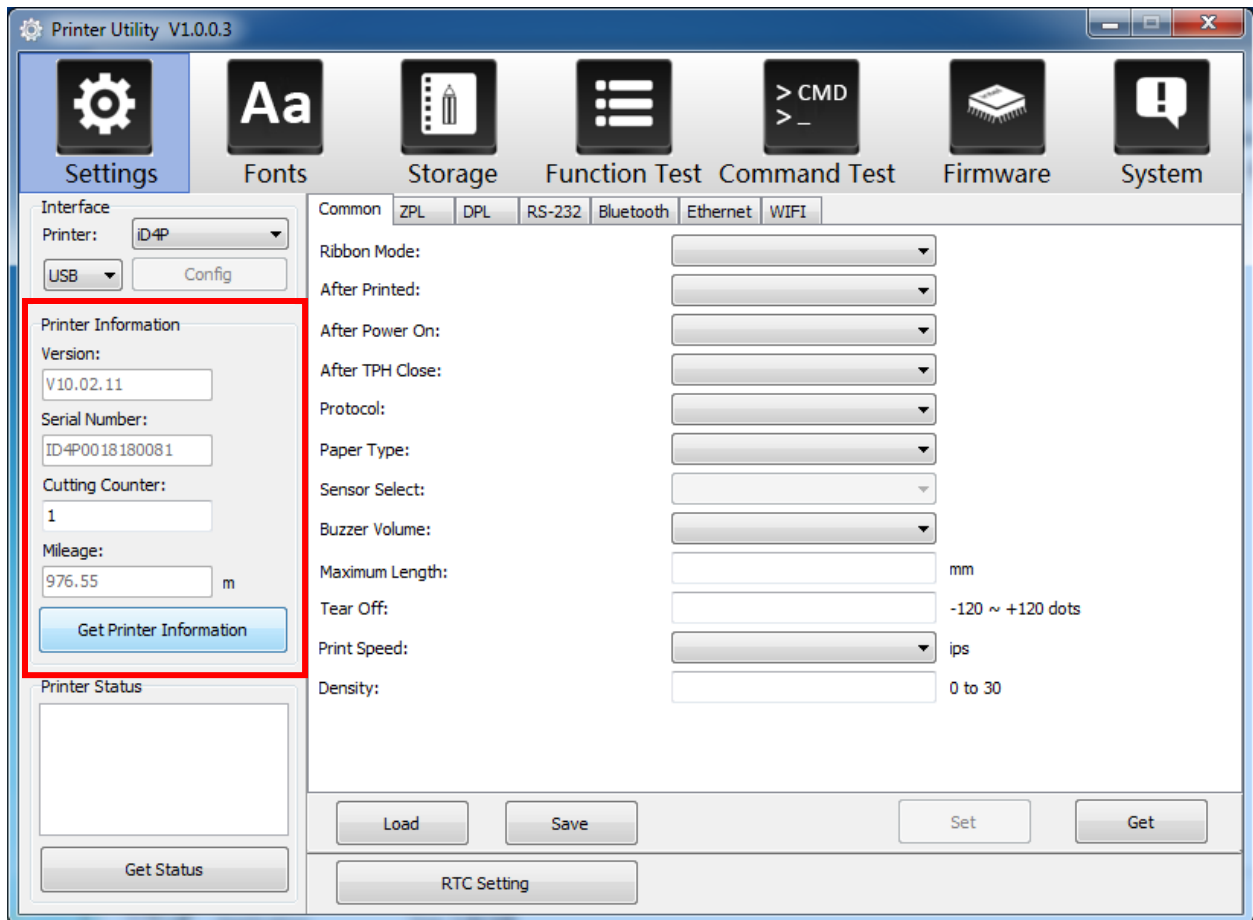 Printer Utility V1.0.0.3
Aa
> CMD
> _
Settings Fonts Storage Function Test Command Test Firmware System
Interface
Printer: iD4P
USB Config
Printer Information
Version:
V10.02.11
Serial Number:
ID4P0018180081
Cutting Counter:
1
Mileage:
976.55 m
Get Printer Information
Printer Status
Get Status
Common ZPL DPL RS-232 Bluetooth Ethernet WIFI
Ribbon Mode:
After Printed:
After Power On:
After TPH Close:
Protocol:
Paper Type:
Sensor Select:
Buzzer Volume:
Maximum Length: mm
Tear Off: -120 ~ +120 dots
Print Speed: ips
Density: 0 to 30
Load Save Set Get
RTC Setting